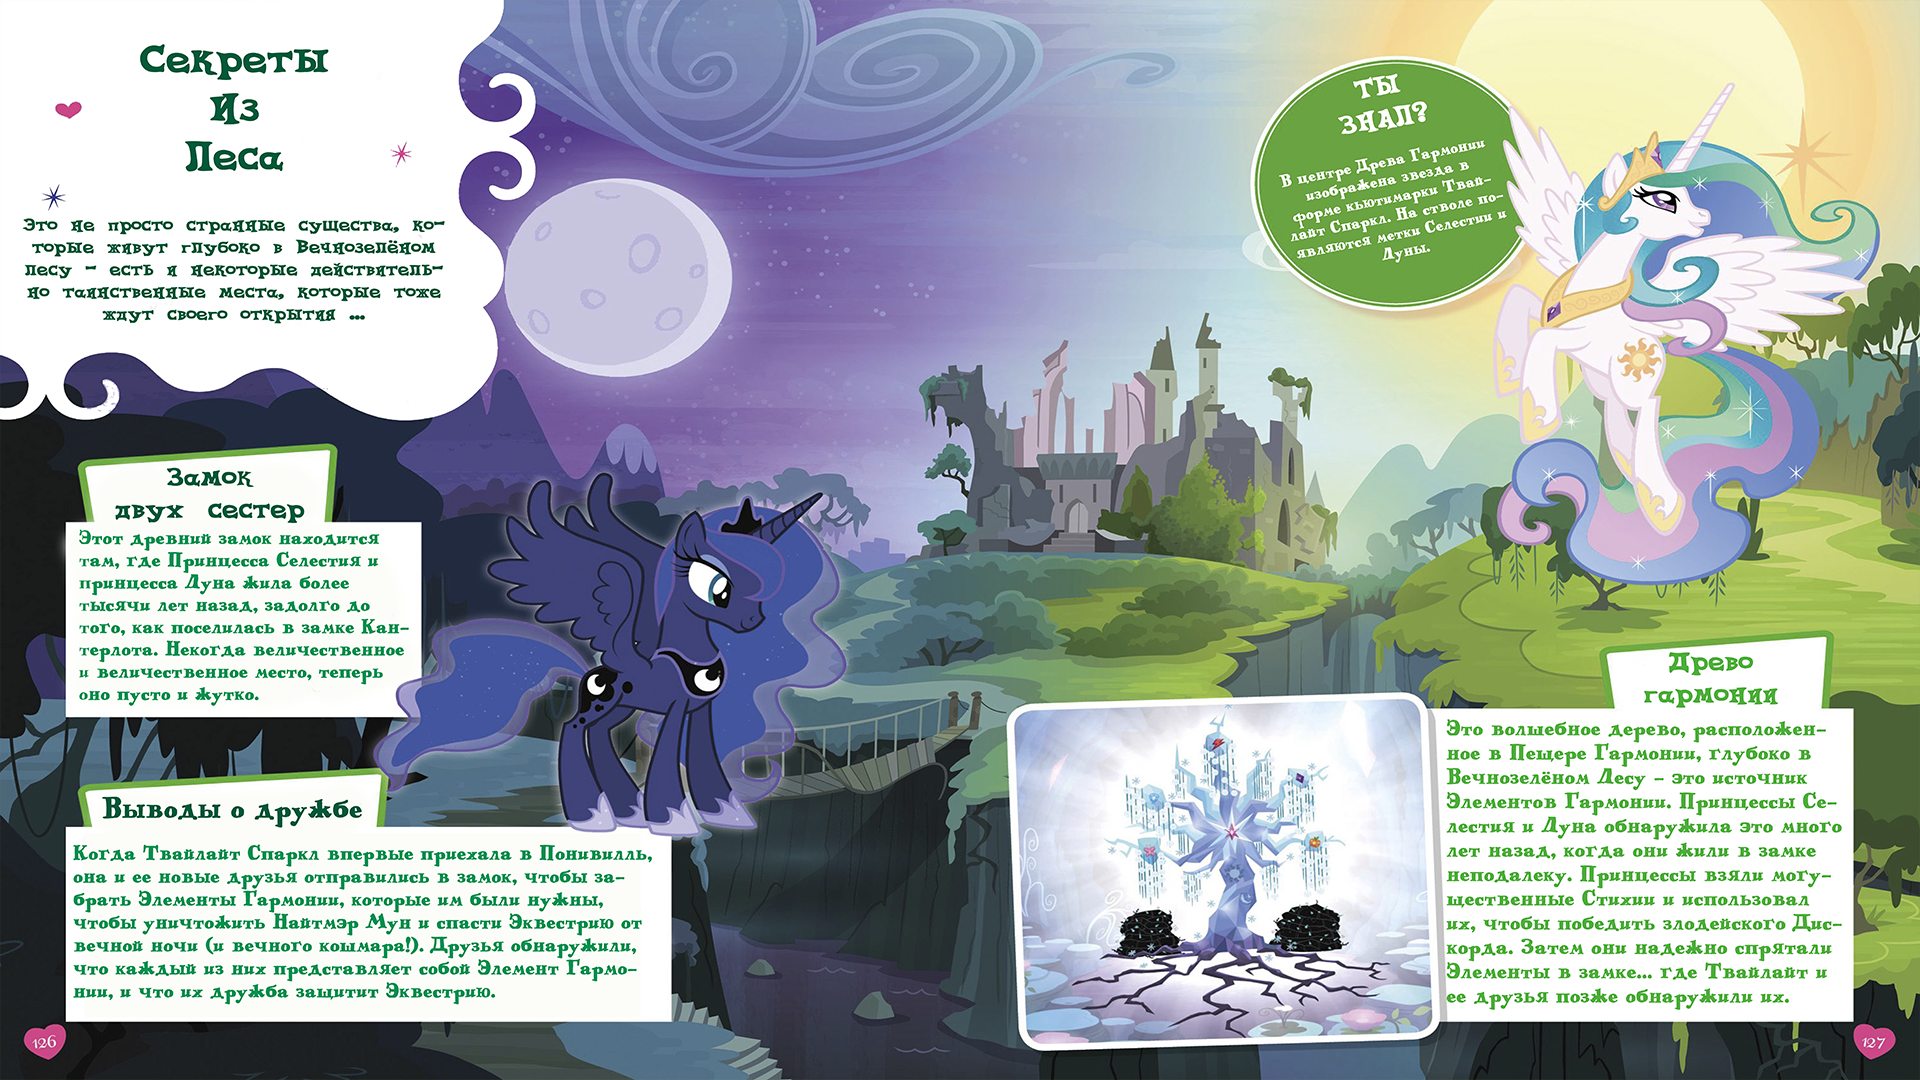 Секреты
Из
Леса
Это не просто странные существа, ко-
торые живут глубоко в Вечнозелёном
лесу - есть и некоторые действитель-
но таинственные места, которые тоже
ждут своего открытия ...
Замок
двух сестер
Этот древний замок находится
там, где Принцесса Селестия и
принцесса Луна жила более
тысячи лет назад, задолго до
того, как поселилась в замке Кан-
терлота. Некогда величественное
и величественное место, теперь
оно пусто и жутко.
Выводы о дружбе
Когда Твайлайт Спаркл впервые приехала в Понивилль,
она и ее новые друзья отправились в замок, чтобы за-
брать Элементы Гармонии, которые им были нужны,
чтобы уничтожить Найтмэр Мун и спасти Эквестрию от
вечной ночи (и вечного кошмара!). Друзья обнаружили,
что каждый из них представляет собой Элемент Гармо-
нии, и что их дружба защитит Эквестрию.
126
ТЫ
ЗНАЛ?
В центре Древа Гармонии
изображена звезда в
форме кьютимарки Твай-
лайт Спаркл. На стволе по-
являются метки Селестии и
Луны.
Древо
гармонии
Это волшебное дерево, расположен-
ное в Пещере Гармонии, глубоко в
Вечнозелёном Лесу - это источник
Элементов Гармонии. Принцессы Се-
лестия и Луна обнаружила это много
лет назад, когда они жили в замке
неподалеку. Принцессы взяли могу-
щественные Стихии и использовал
их, чтобы победить злодейского Дис-
корда. Затем они надежно спрятали
Элементы в замке... где Твайлайт и
ее друзья позже обнаружили их.
127